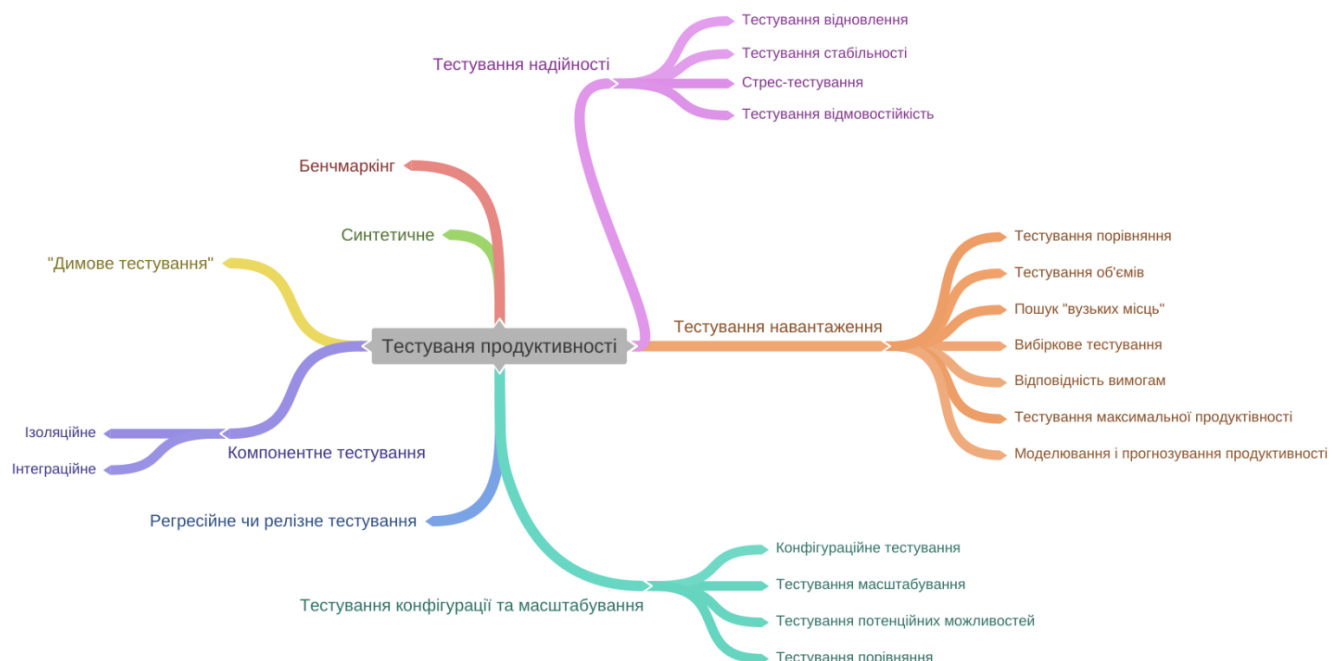 Тестування відновлення
Тестування стабільності
Тестування надійності
Стрес-тестування
Тестування відмовостійкість
Бенчмаркінг
Синтетичне
"Димове тестування"
Тестуваня продуктивності
Тестування навантаження
Тестування порівняння
Тестування об'ємів
Пошук "вузьких місць"
Вибіркове тестування
Відповідність вимогам
Тестування максимальної продуктівності
Моделювання і прогнозування продуктивності
Ізоляційне
Інтеграційне
Компонентне тестування
Регресійне чи релізне тестування
Тестування конфігурації та масштабування
Конфігураційне тестування
Тестування масштабування
Тестування потенційних можливостей
Тестування порівняння